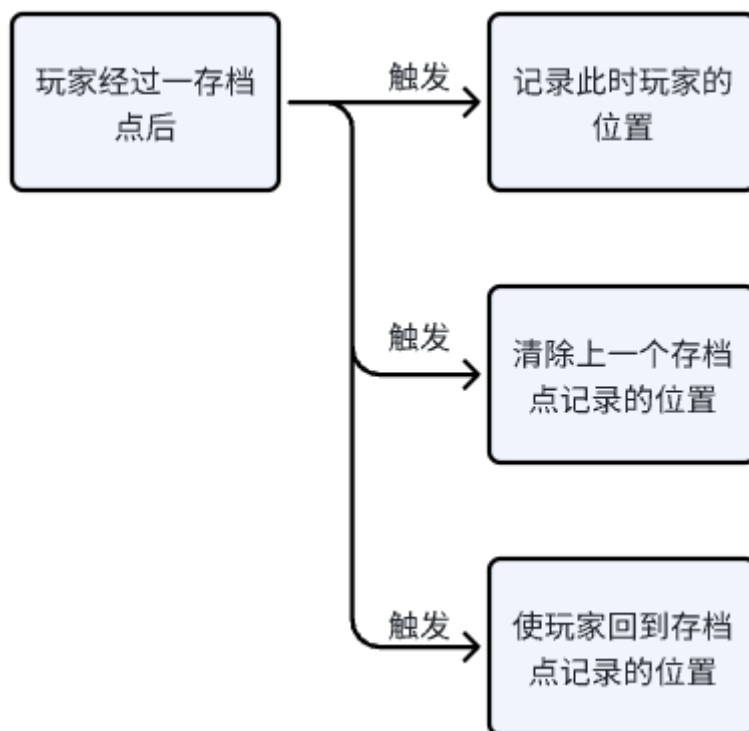 玩家经过一存档
点后
触发
记录此时玩家的
位置
触发
清除上一个存档
点记录的位置
触发
使玩家回到存档
点记录的位置